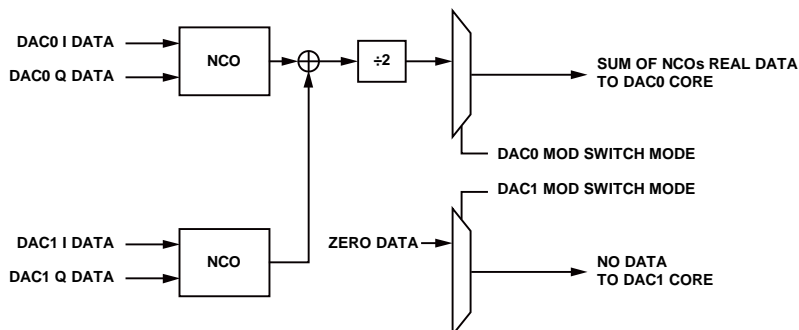 DAC0 I DATA
DAC0 Q DATA
NCO
÷2
SUM OF NCOs REAL DATA
TO DAC0 CORE
DAC0 MOD SWITCH MODE
DAC1 MOD SWITCH MODE
DAC1 I DATA
DAC1 Q DATA
NCO
ZERO DATA
NO DATA
TO DAC1 CORE